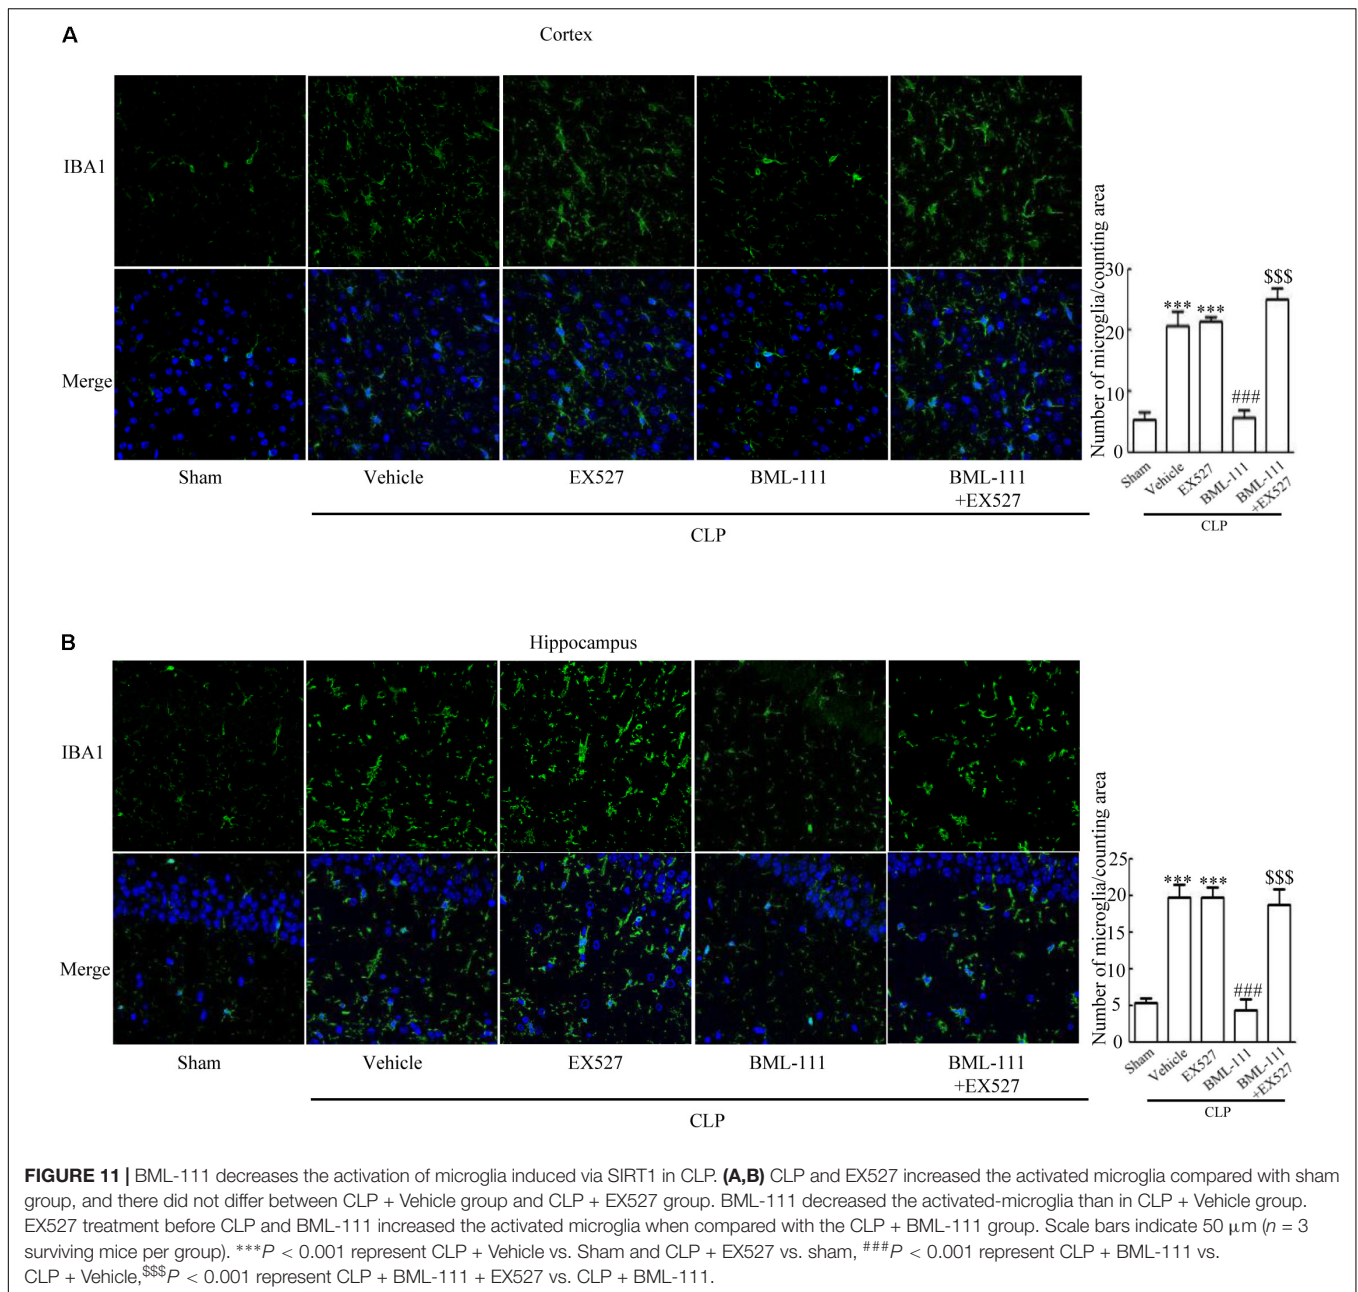 A
Cortex
IBA1
Merge
Sham
Vehicle
EX527
BML-111
BML-111
+EX527
CLP
Number of microglia/counting area
30
20
10
0
***
***
###
$$$
Sham
Vehicle
EX527
BML-111
BML-111
+EX527
CLP
B
Hippocampus
IBA1
Merge
Sham
Vehicle
EX527
BML-111
BML-111
+EX527
CLP
Number of microglia/counting area
25
20
15
10
5
0
***
***
###
$$$
Sham
Vehicle
EX527
BML-111
BML-111
+EX527
CLP
FIGURE 11 | BML-111 decreases the activation of microglia induced via SIRT1 in CLP. (A,B) CLP and EX527 increased the activated microglia compared with sham
group, and there did not differ between CLP + Vehicle group and CLP + EX527 group. BML-111 decreased the activated-microglia than in CLP + Vehicle group.
EX527 treatment before CLP and BML-111 increased the activated microglia when compared with the CLP + BML-111 group. Scale bars indicate 50 μm (n = 3
surviving mice per group). ***P < 0.001 represent CLP + Vehicle vs. Sham and CLP + EX527 vs. sham, ###P < 0.001 represent CLP + BML-111 vs.
CLP + Vehicle,$$$P < 0.001 represent CLP + BML-111 + EX527 vs. CLP + BML-111.